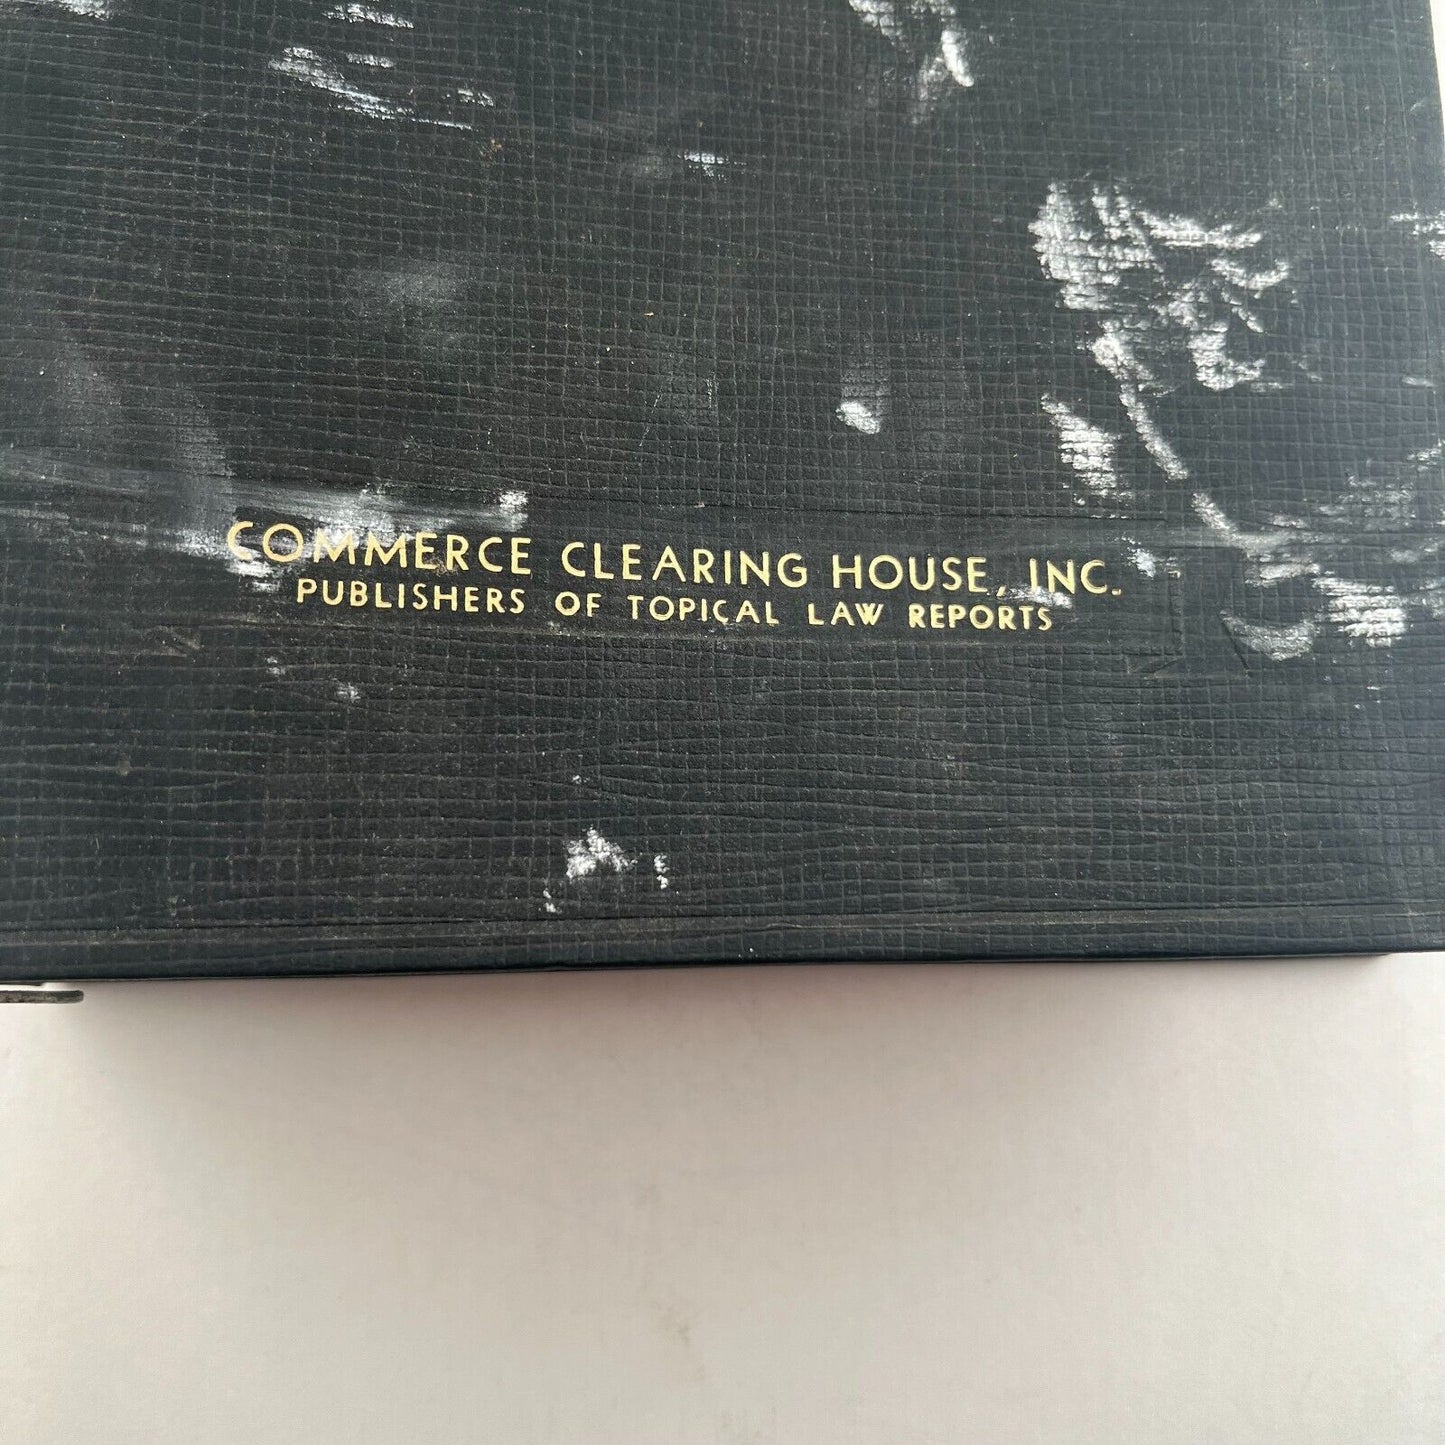 COMMERCE CLEARING HOUSE, INC.
PUBLISHERS OF TOPICAL LAW REPORTS